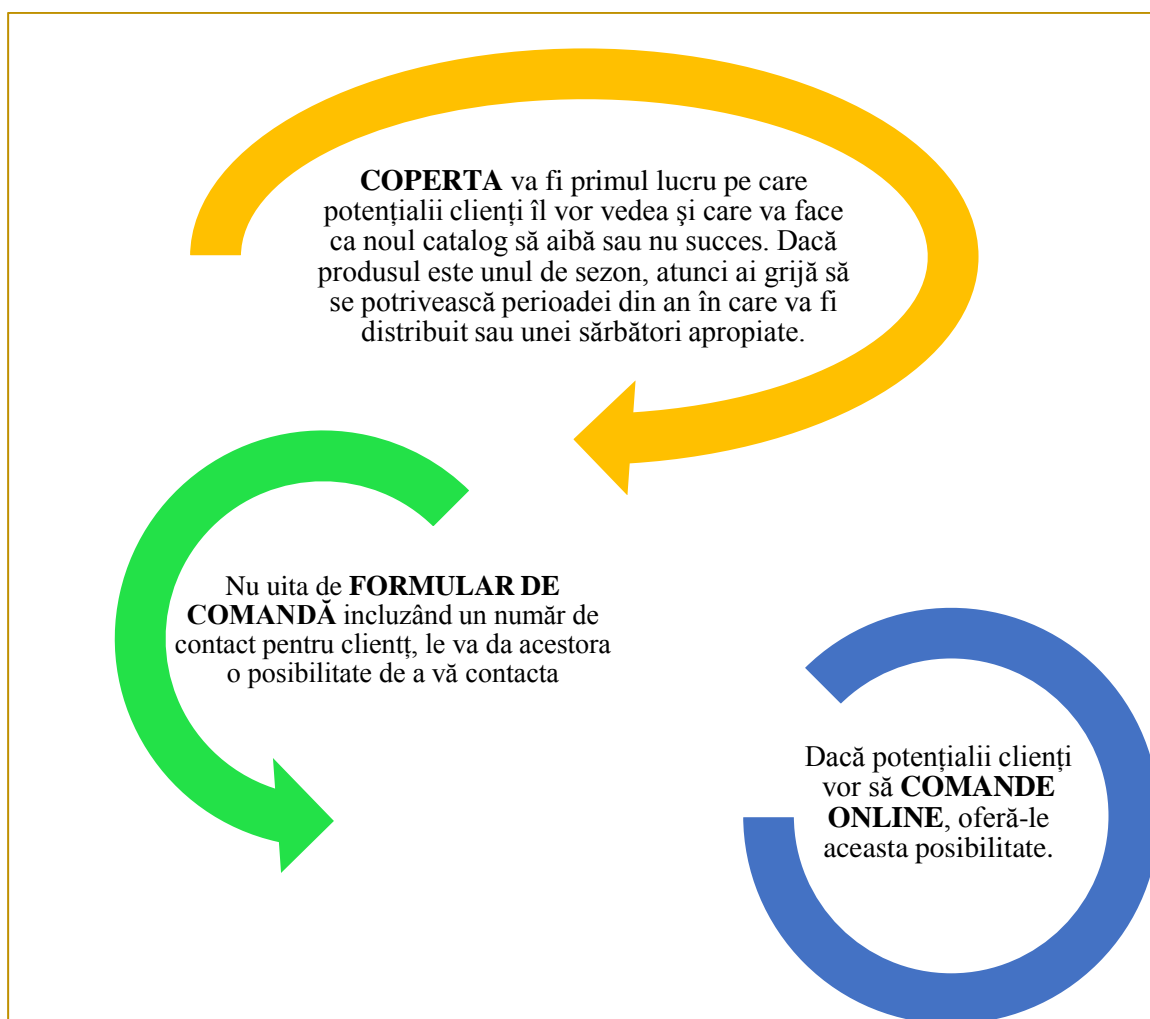 COPERTA va fi primul lucru pe care
potențialii clienți îl vor vedea şi care va face
ca noul catalog să aibă sau nu succes. Dacă
produsul este unul de sezon, atunci ai grijă să
se potrivească perioadei din an în care va fi
distribuit sau unei sărbători apropiate.
Nu uita de FORMULAR DE
COMANDĂ incluzând un număr de
contact pentru clientț, le va da acestora
o posibilitate de a vă contacta
Dacă potențialii clienți
vor să COMANDE
ONLINE, oferă-le
aceasta posibilitate.